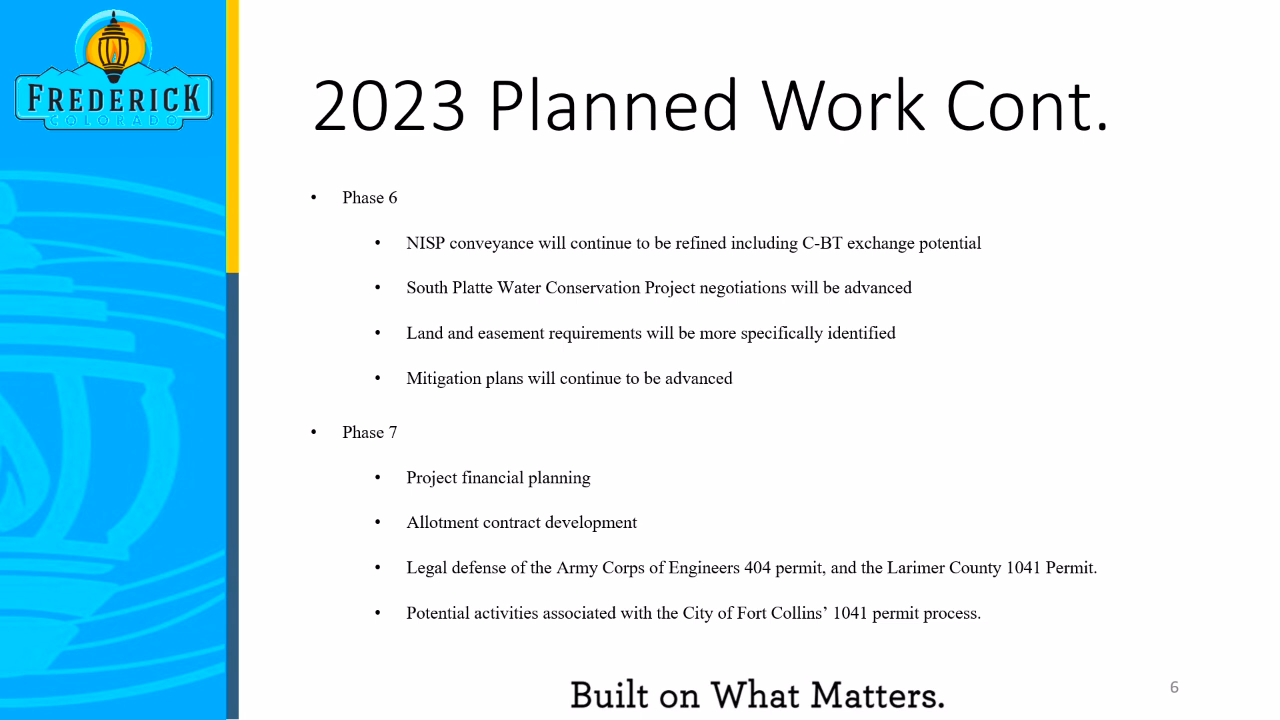 FREDERICK
COLORADO
2023 Planned Work Cont.
• Phase 6
• NISP conveyance will continue to be refined including C-BT exchange potential
• South Platte Water Conservation Project negotiations will be advanced
• Land and easement requirements will be more specifically identified
• Mitigation plans will continue to be advanced
• Phase 7
• Project financial planning
• Allotment contract development
• Legal defense of the Army Corps of Engineers 404 permit, and the Larimer County 1041 Permit.
• Potential activities associated with the City of Fort Collins’ 1041 permit process.
Built on What Matters.
6